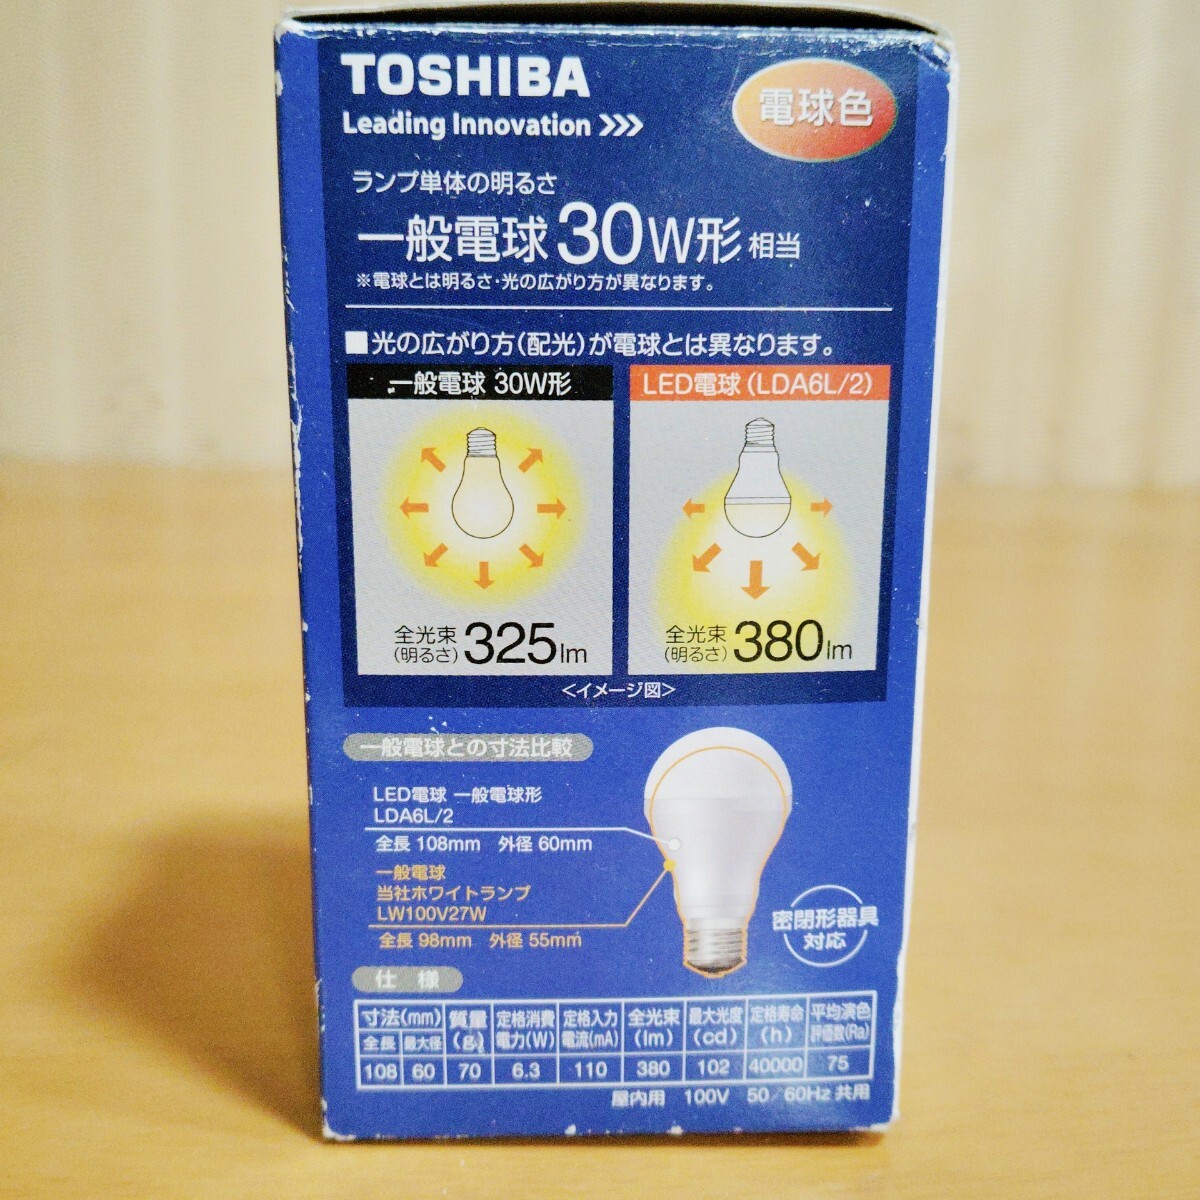 TOSHIBA
Leading Innovation >>>
電球色
ランプ単体の明るさ
一般電球30W形相当
※電球とは明るさ・光の広がり方が異なります。
■光の広がり方(配光)が電球とは異なります。
一般電球 30W形
全光束(明るさ) 325lm
LED電球(LDA6L/2)
全光束(明るさ) 380lm
<イメージ図>
一般電球との寸法比較
LED電球 一般電球形
LDA6L/2
全長 108mm 外径 60mm
一般電球
当社ホワイトランプ
LW100V27W
全長 98mm 外径 55mm
密閉形器具
対応
仕様
寸法(mm) 質量(g) 定格消費電力(W) 定格入力電流(mA) 全光束(lm) 最大光度(cd) 定格寿命(h) 平均演色評価数(Ra)
全長 最大径
108 60 70 6.3 110 380 102 40000 75
屋内用 100V 50/60Hz 共用